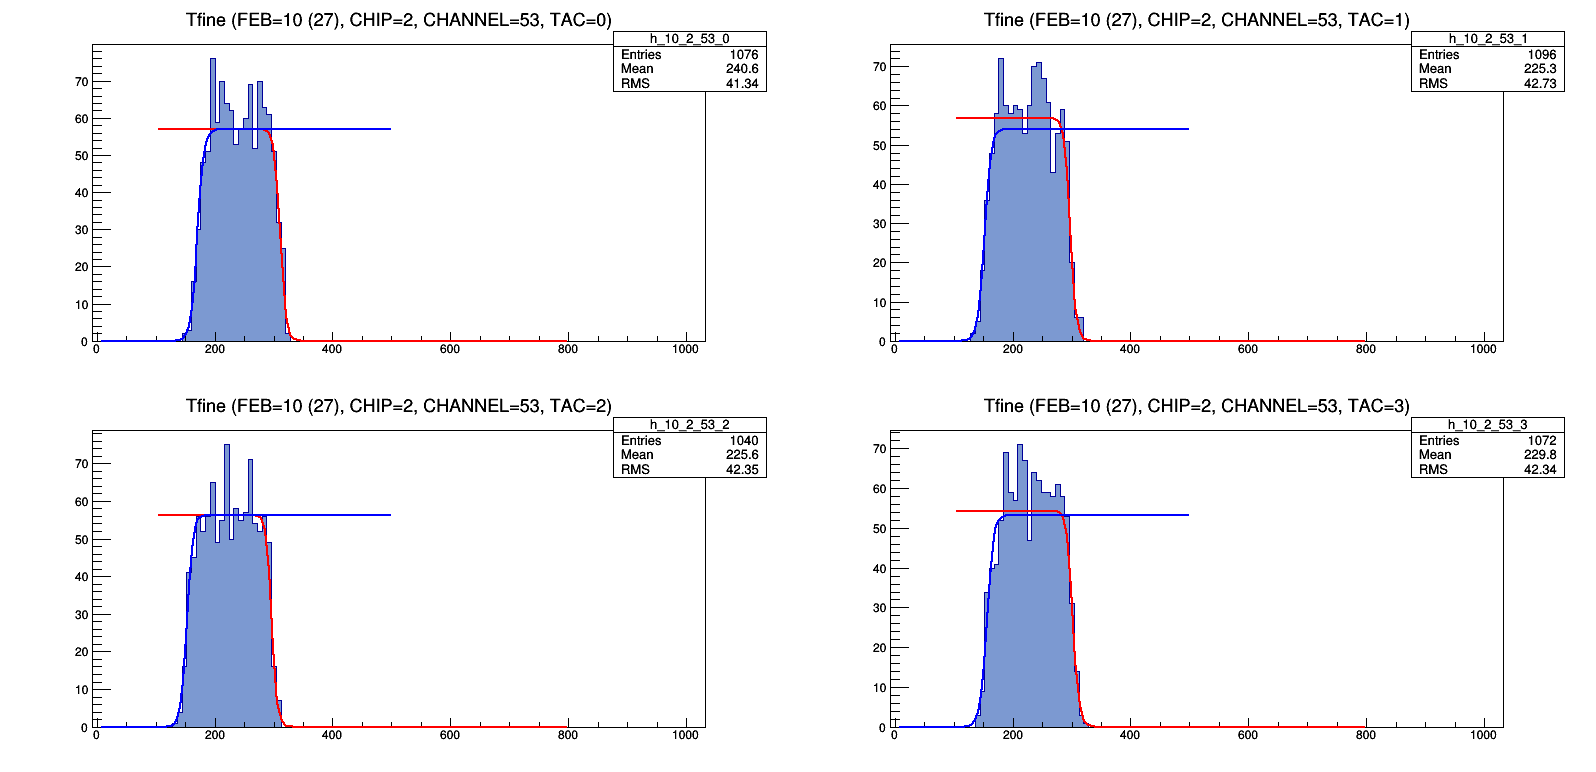 Tfine (FEB=10 (27), CHIP=2, CHANNEL=53, TAC=0)
h_10_2_53_0
Entries 1076
Mean 240.6
RMS 41.34
70
60
50
40
30
20
10
0
0 200 400 600 800 1000
Tfine (FEB=10 (27), CHIP=2, CHANNEL=53, TAC=1)
h_10_2_53_1
Entries 1096
Mean 225.3
RMS 42.73
70
60
50
40
30
20
10
0
0 200 400 600 800 1000
Tfine (FEB=10 (27), CHIP=2, CHANNEL=53, TAC=2)
h_10_2_53_2
Entries 1040
Mean 225.6
RMS 42.35
70
60
50
40
30
20
10
0
0 200 400 600 800 1000
Tfine (FEB=10 (27), CHIP=2, CHANNEL=53, TAC=3)
h_10_2_53_3
Entries 1072
Mean 229.8
RMS 42.34
70
60
50
40
30
20
10
0
0 200 400 600 800 1000